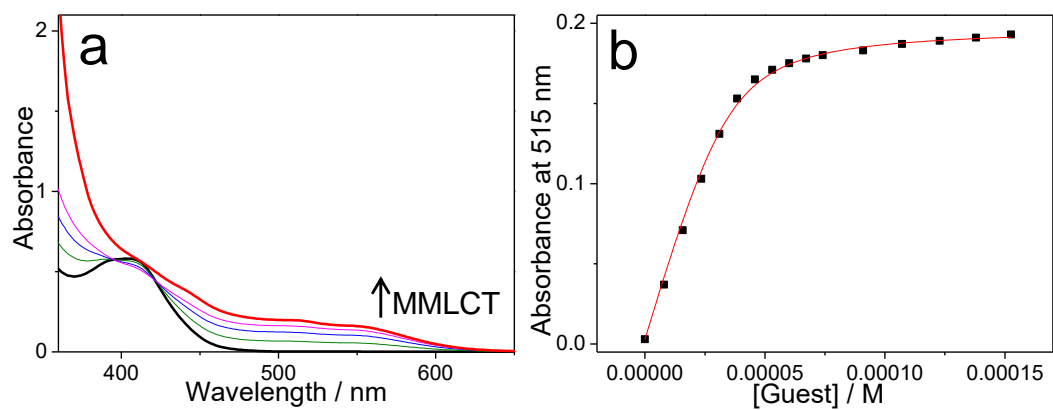 a
Absorbance
2
1
0
MMLCT
400
500
600
Wavelength / nm
b
Absorbance at 515 nm
0.2
0.1
0.0
0.00000
0.00005
0.00010
0.00015
[Guest] / M